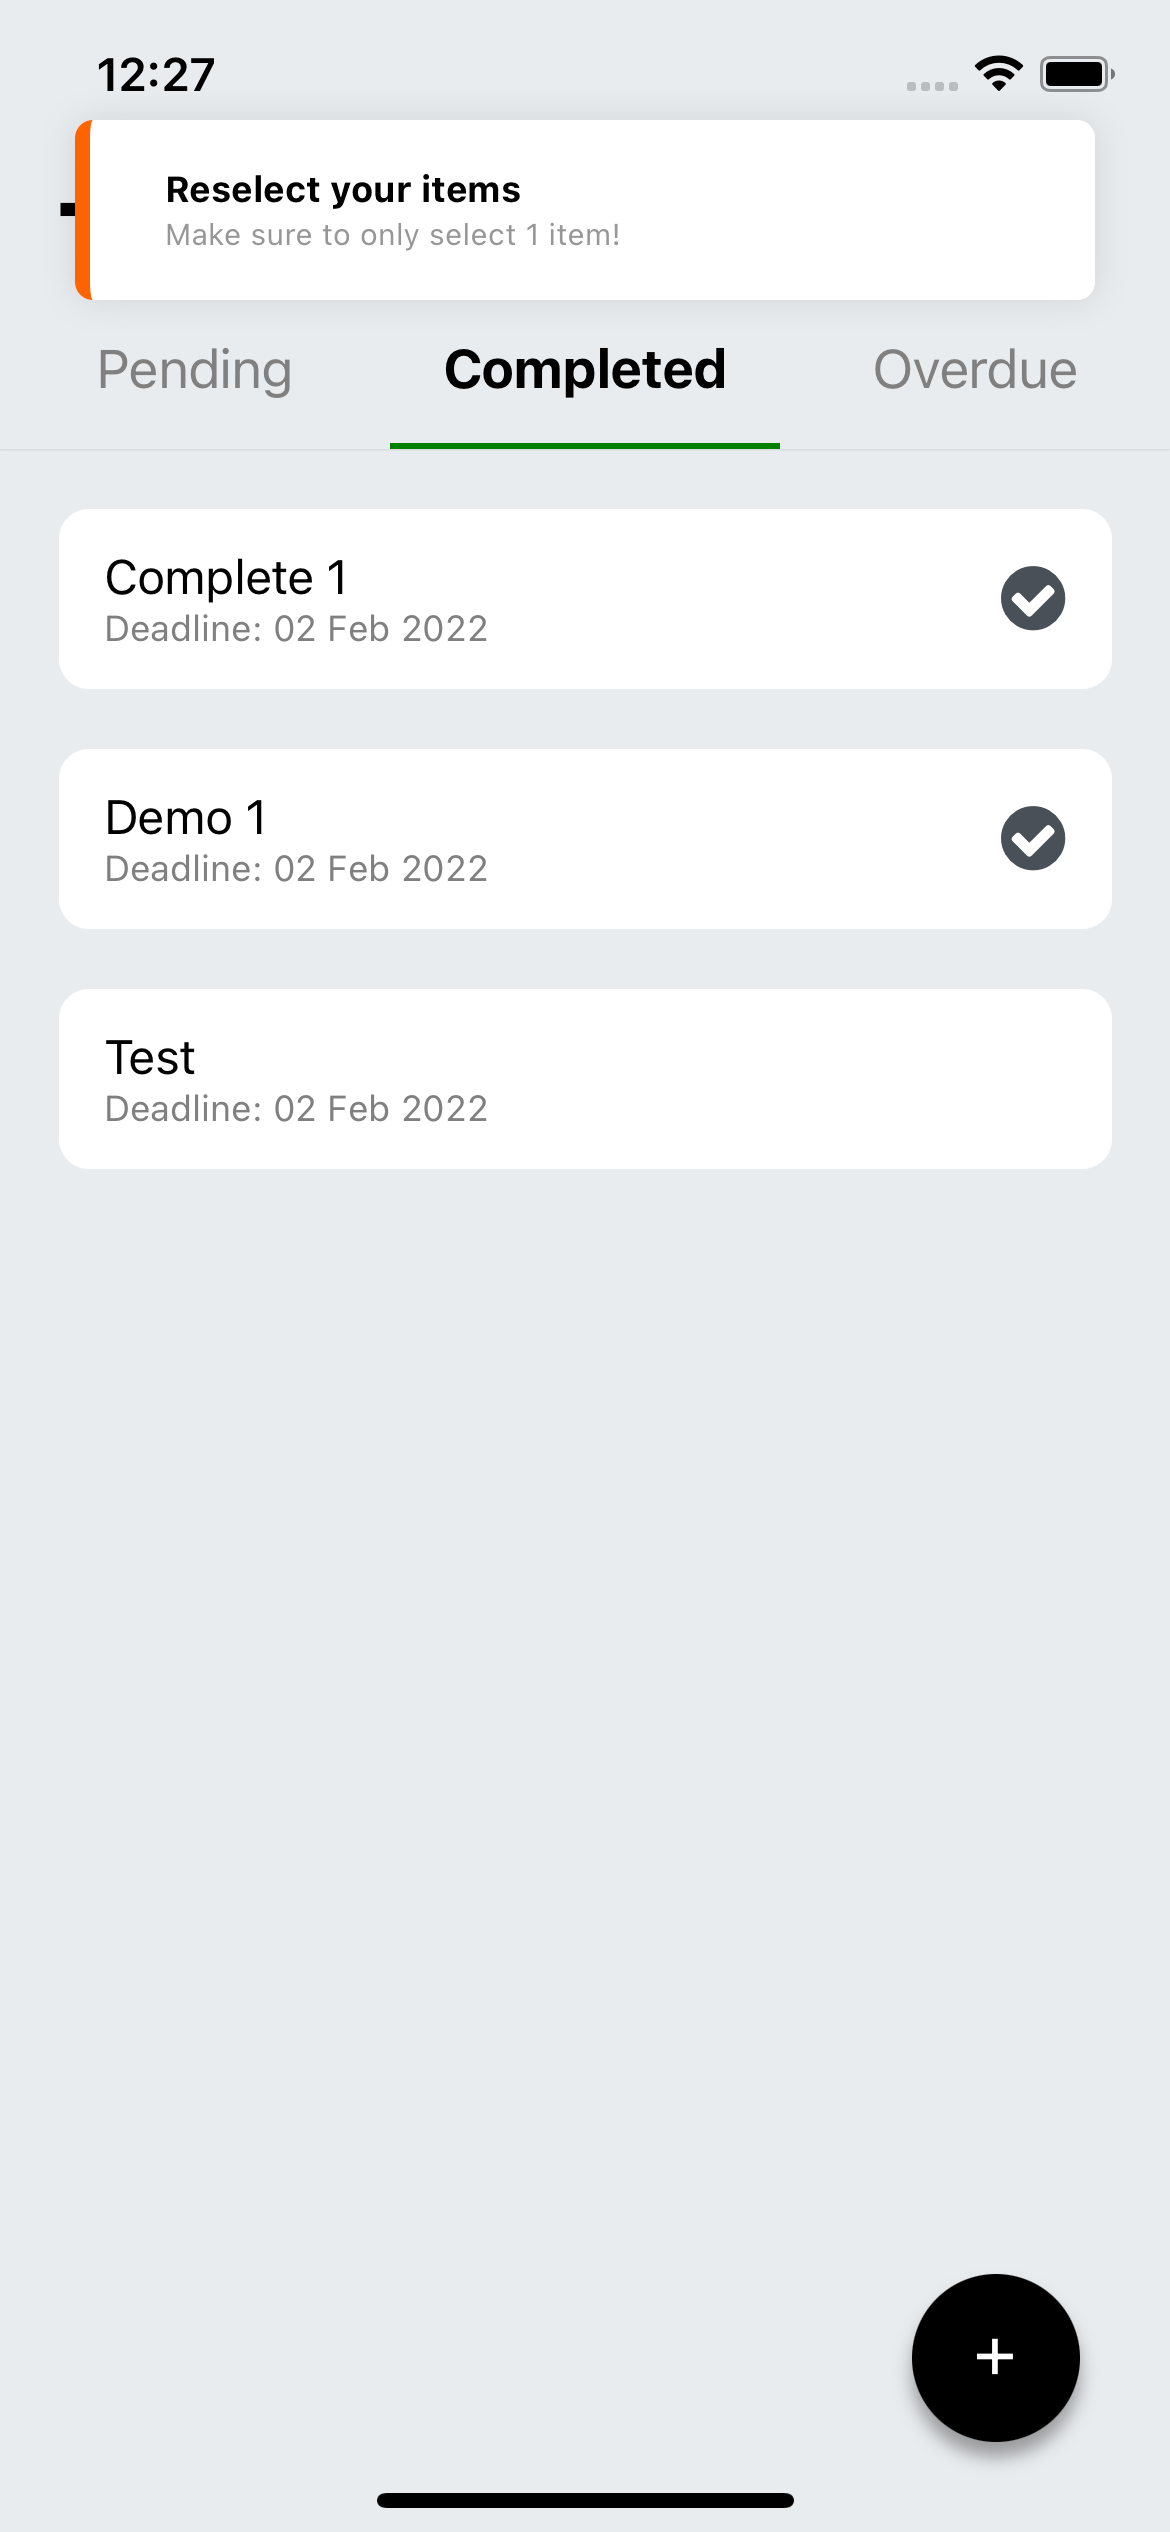 12:27
Reselect your items
Make sure to only select 1 item!
Pending Completed Overdue
Complete 1
Deadline: 02 Feb 2022
Demo 1
Deadline: 02 Feb 2022
Test
Deadline: 02 Feb 2022
+